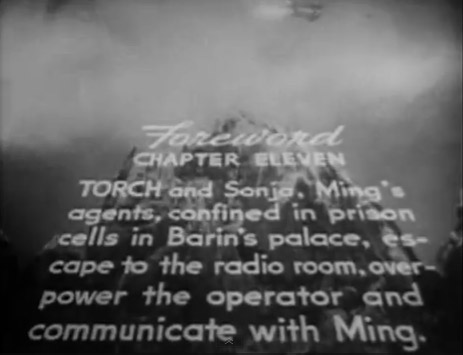 Foreword
CHAPTER ELEVEN
TORCH and Sonja, Ming's
agents, confined in prison
cells in Barin's palace, es-
cape to the radio room, over-
power the operator and
communicate with Ming.